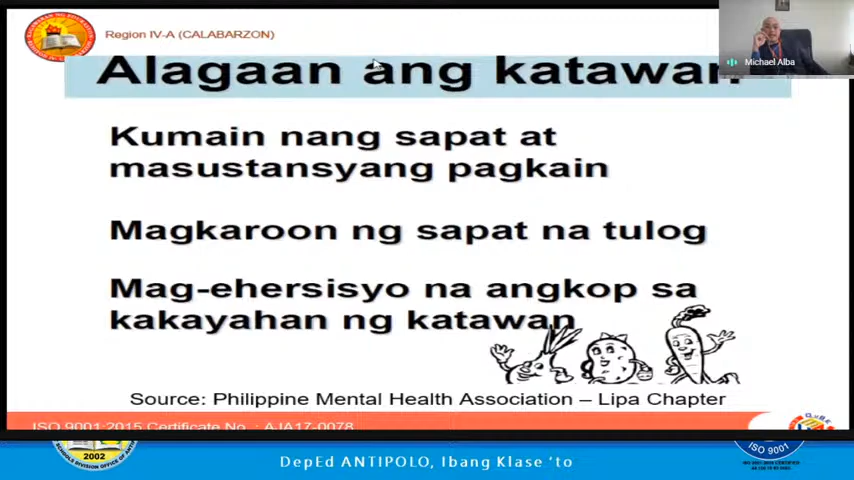 Region IV-A (CALABARZON)
Michael Alba
Alagaan ang katawan
Kumain nang sapat at
masustansyang pagkain
Magkaroon ng sapat na tulog
Mag-ehersisyo na angkop sa
kakayahan ng katawan
Source: Philippine Mental Health Association – Lipa Chapter
ISO 9001:2015 Certificate No. : AJA17-0078
2002
ISO 9001
DepEd ANTIPOLO, Ibang Klase ‘to